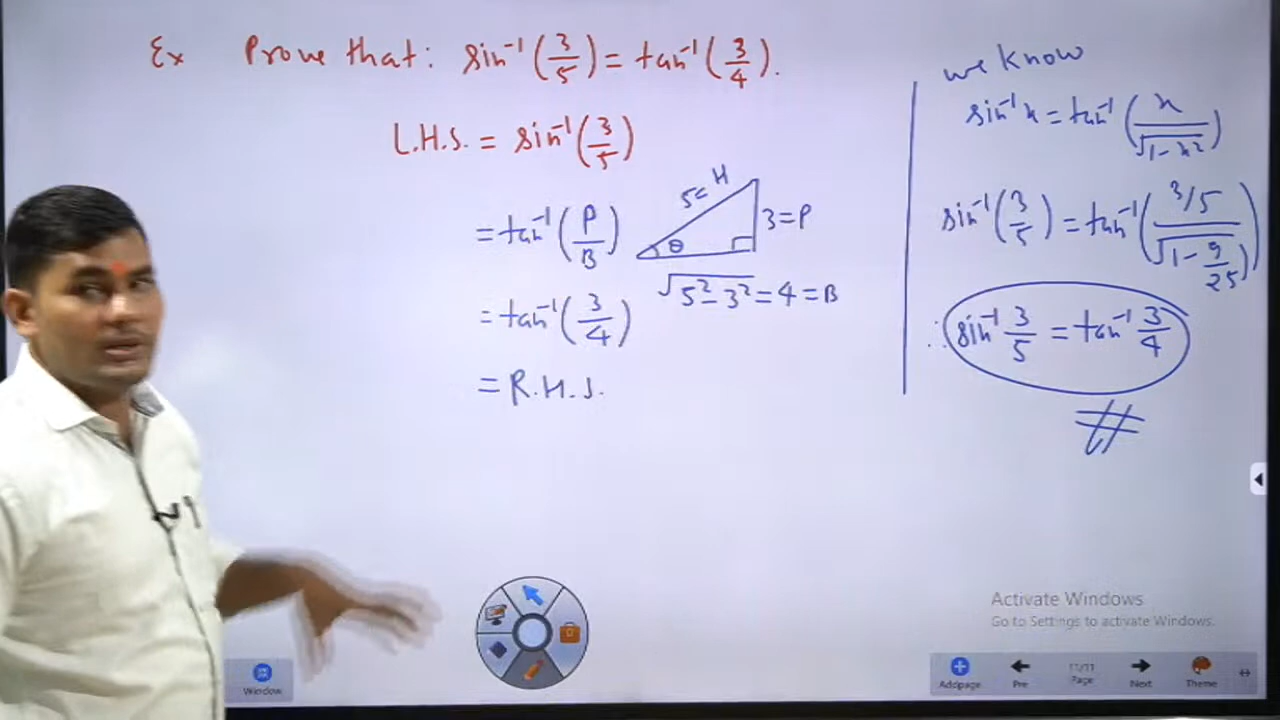 Ex Prove that: sin⁻¹(3/5) = tan⁻¹(3/4).
L.H.S. = sin⁻¹(3/5)
= tan⁻¹(P/B)
5= H
3=P
θ
√5²-3² = 4 = B
= tan⁻¹(3/4)
= R.H.S.
we know
sin⁻¹x = tan⁻¹(x/√1-x²)
sin⁻¹(3/5) = tan⁻¹(3/5/√1-9/25)
∴ sin⁻¹ 3/5 = tan⁻¹ 3/4
Activate Windows
Go to Settings to activate Windows.
Window
Addpage Pre 11/11 Page Next Theme